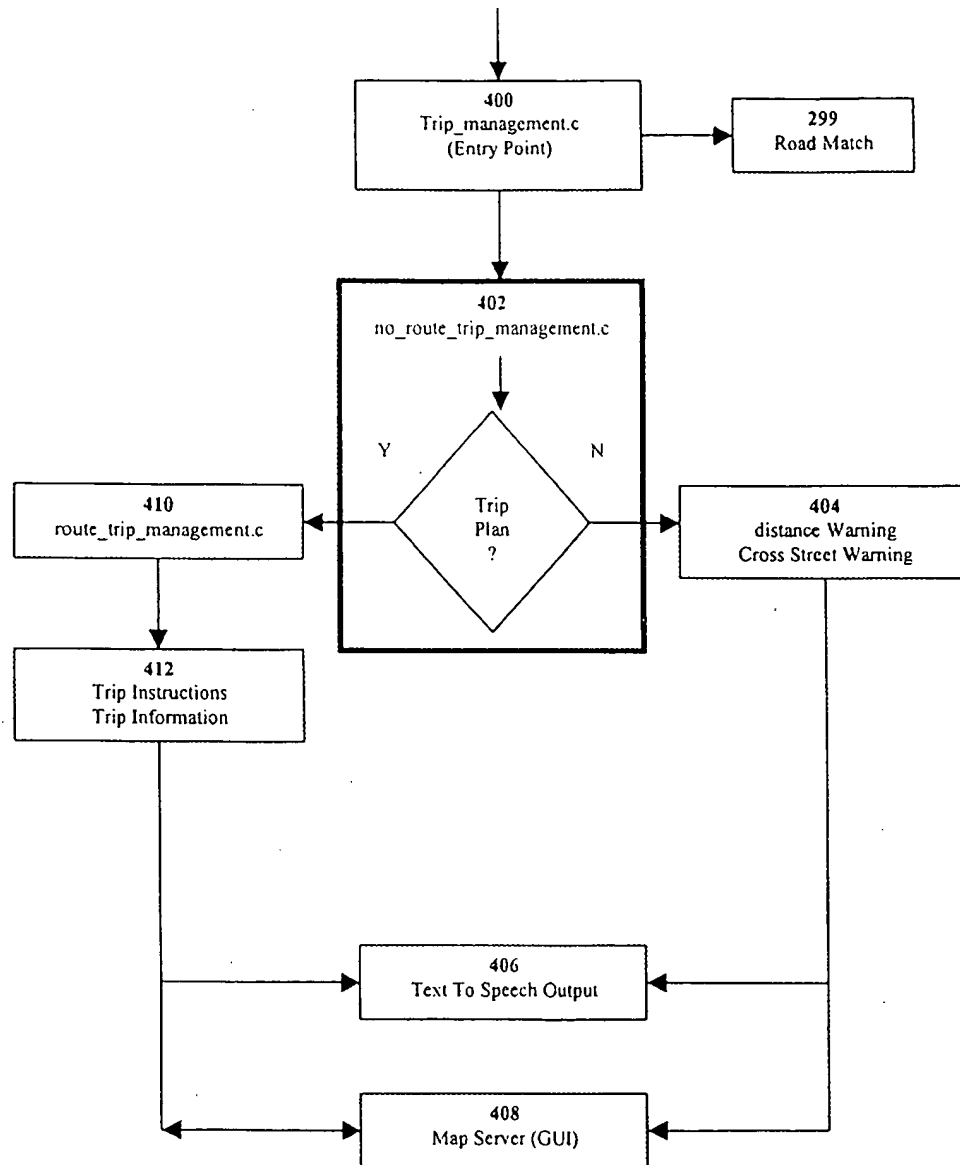 400
Trip_management.c
(Entry Point)
299
Road Match
402
no_route_trip_management.c
Y
N
Trip
Plan
?
410
route_trip_management.c
404
distance Warning
Cross Street Warning
412
Trip Instructions
Trip Information
406
Text To Speech Output
408
Map Server (GUI)